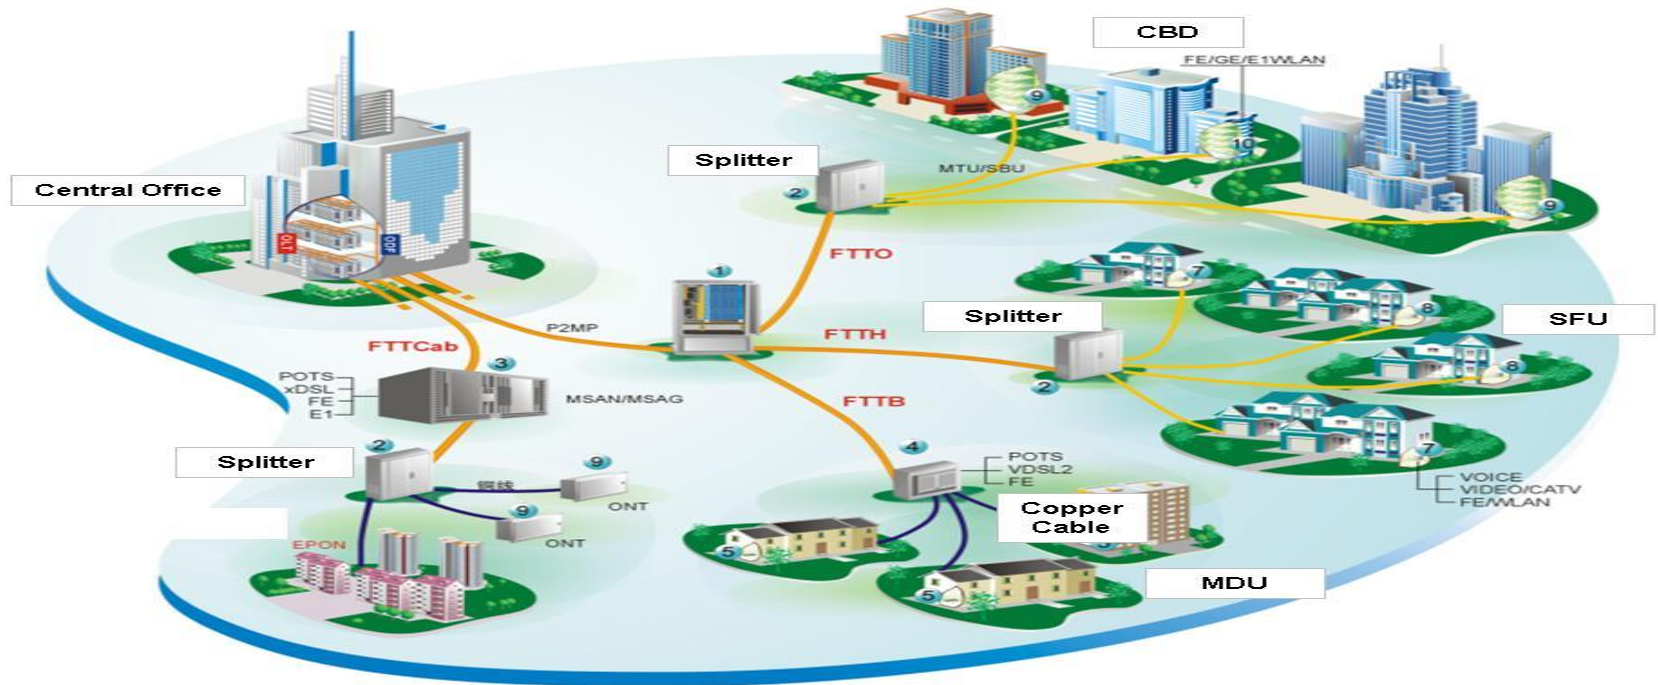 CBD
FE/GE/E1WLAN
9
10
Splitter
MTU/SBU
Central Office
2
9
OLT
ODF
FTTO
1
7
Splitter
8
SFU
P2MP
FTTH
FTTCab
3
8
POTS
xDSL
FE
E1
MSAN/MSAG
2
FTTB
2
4
7
Splitter
9
铜线
ONT
POTS
VDSL2
FE
VOICE
VIDEO/CATV
FE/WLAN
9
ONT
Copper
Cable
EPON
5
MDU
5